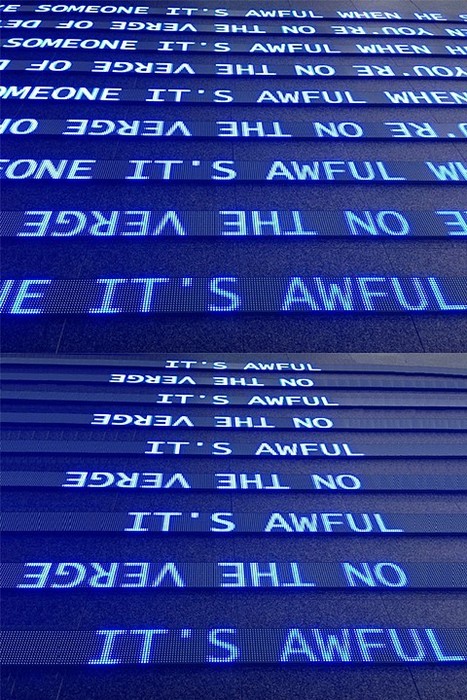 E SOMEONE IT'S AWFUL WHEN HE S
N YOU'RE ON THE VERGE OF DE
SOMEONE IT'S AWFUL WHEN H
YOU'RE ON THE VERGE OF D
OMEONE IT'S AWFUL WHEN
'RE ON THE VERGE OF
EONE IT'S AWFUL W
E ON THE VERGE
NE IT'S AWFUL
IT'S AWFUL
ON THE VERGE
IT'S AWFUL
ON THE VERGE
IT'S AWFUL
ON THE VERGE
IT'S AWFUL
ON THE VERGE
IT'S AWFUL